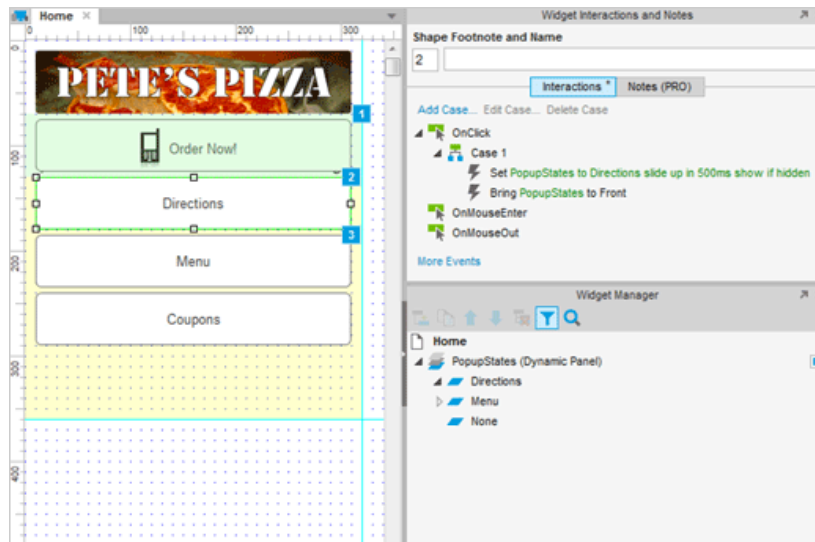 Home
0 100 200 300
PETE'S PIZZA
1
Order Now!
2
Directions
3
Menu
Coupons
0
100
200
300
400
Widget Interactions and Notes
Shape Footnote and Name
2
Interactions * Notes (PRO)
Add Case... Edit Case... Delete Case
OnClick
Case 1
Set PopupStates to Directions slide up in 500ms show if hidden
Bring PopupStates to Front
OnMouseEnter
OnMouseOut
More Events
Widget Manager
Home
PopupStates (Dynamic Panel)
Directions
Menu
None